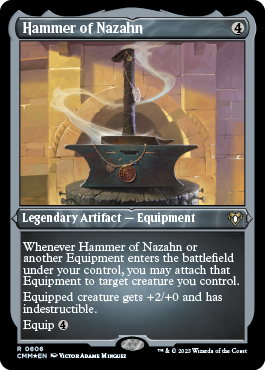 Hammer of Nazahn 4
Legendary Artifact — Equipment
Whenever Hammer of Nazahn or
another Equipment enters the battlefield
under your control, you may attach that
Equipment to target creature you control.
Equipped creature gets +2/+0 and has
indestructible.
Equip 4
R 0606
CMM★EN Victor Adame Minguez
™ & © 2023 Wizards of the Coast